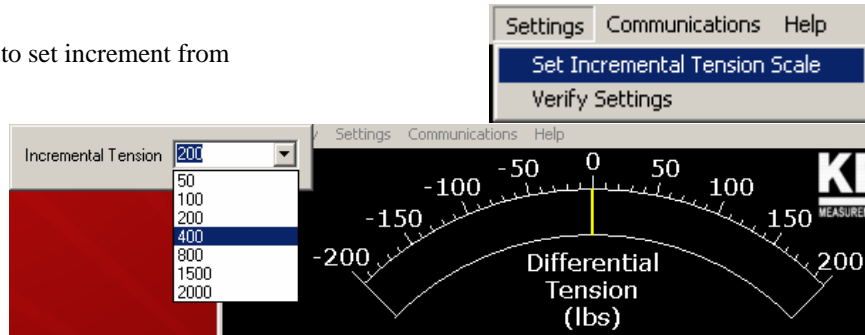 Settings Communications Help
to set increment from
Set Incremental Tension Scale
Verify Settings
Settings Communications Help
Incremental Tension 200
50
100
200
400
800
1500
2000
-200 -150 -100 -50 0 50 100 150 200
Differential
Tension
(lbs)